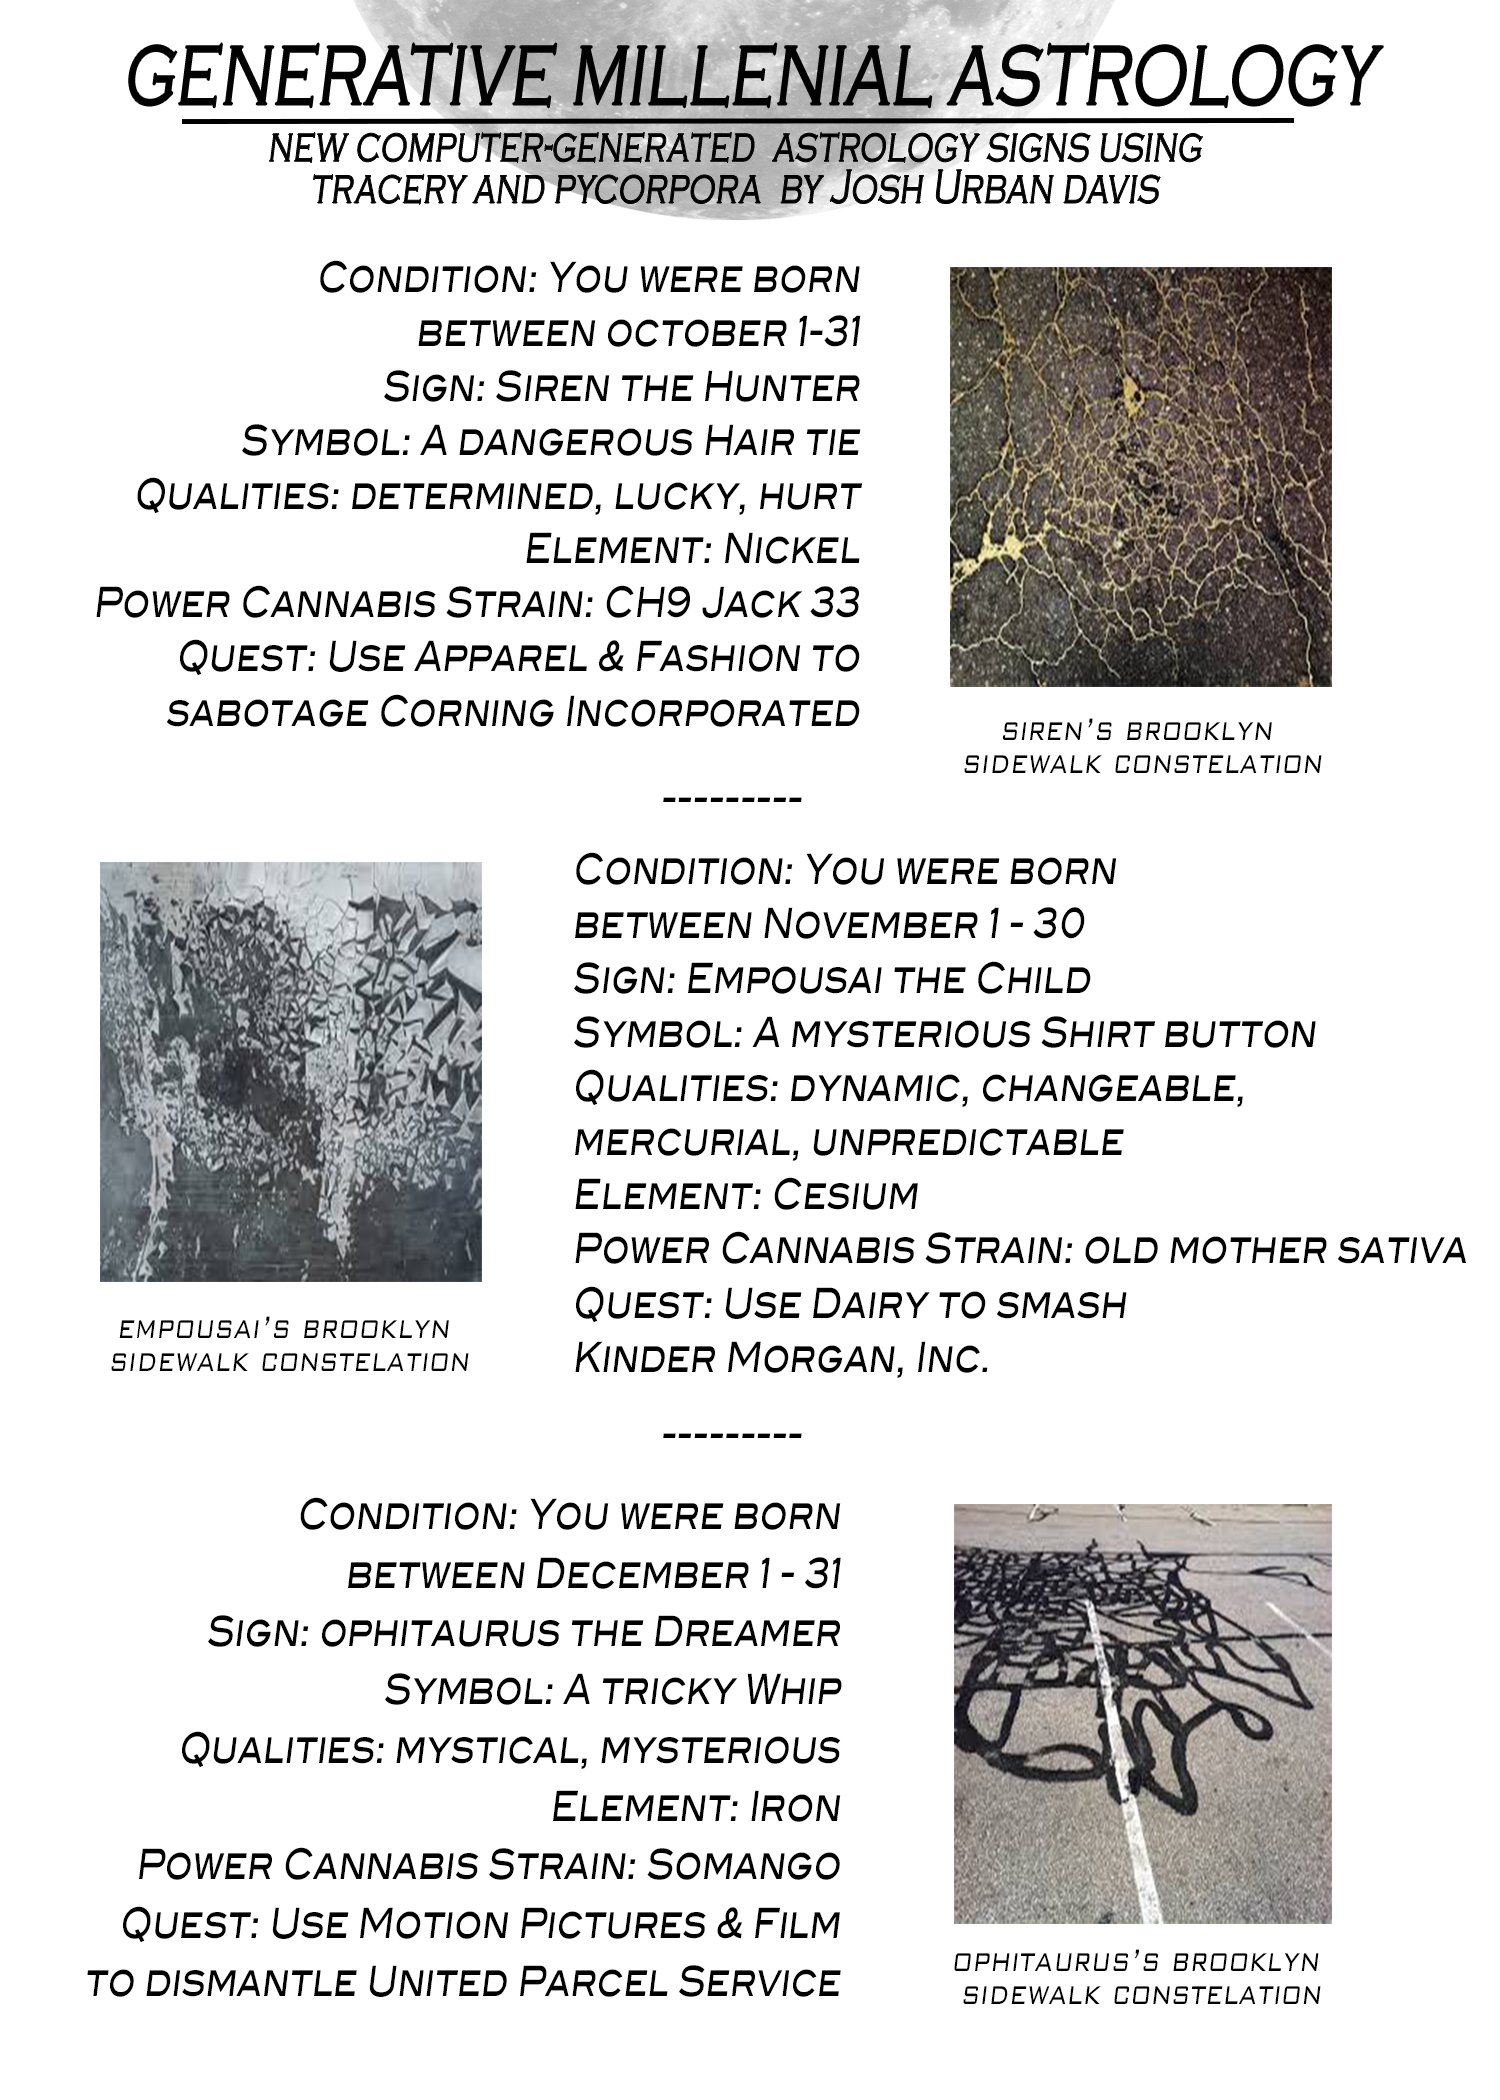 GENERATIVE MILLENIAL ASTROLOGY
NEW COMPUTER-GENERATED ASTROLOGY SIGNS USING
TRACERY AND PYCORPORA BY JOSH URBAN DAVIS
CONDITION: YOU WERE BORN
BETWEEN OCTOBER 1-31
SIGN: SIREN THE HUNTER
SYMBOL: A DANGEROUS HAIR TIE
QUALITIES: DETERMINED, LUCKY, HURT
ELEMENT: NICKEL
POWER CANNABIS STRAIN: CH9 JACK 33
QUEST: USE APPAREL & FASHION TO
SABOTAGE CORNING INCORPORATED
SIREN'S BROOKLYN
SIDEWALK CONSTELATION
---------
CONDITION: YOU WERE BORN
BETWEEN NOVEMBER 1 - 30
SIGN: EMPOUSAI THE CHILD
SYMBOL: A MYSTERIOUS SHIRT BUTTON
QUALITIES: DYNAMIC, CHANGEABLE,
MERCURIAL, UNPREDICTABLE
ELEMENT: CESIUM
POWER CANNABIS STRAIN: OLD MOTHER SATIVA
QUEST: USE DAIRY TO SMASH
KINDER MORGAN, INC.
EMPOUSAI'S BROOKLYN
SIDEWALK CONSTELATION
---------
CONDITION: YOU WERE BORN
BETWEEN DECEMBER 1 - 31
SIGN: OPHITAURUS THE DREAMER
SYMBOL: A TRICKY WHIP
QUALITIES: MYSTICAL, MYSTERIOUS
ELEMENT: IRON
POWER CANNABIS STRAIN: SOMANGO
QUEST: USE MOTION PICTURES & FILM
TO DISMANTLE UNITED PARCEL SERVICE
OPHITAURUS'S BROOKLYN
SIDEWALK CONSTELATION